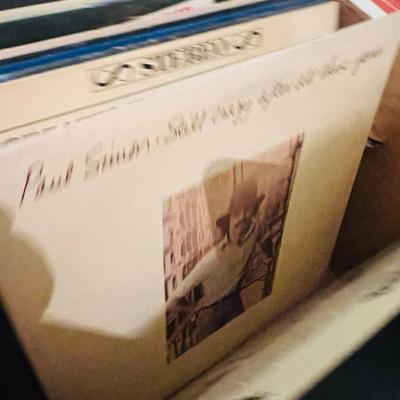 STEREO
Paul Simon: Still crazy after all these years